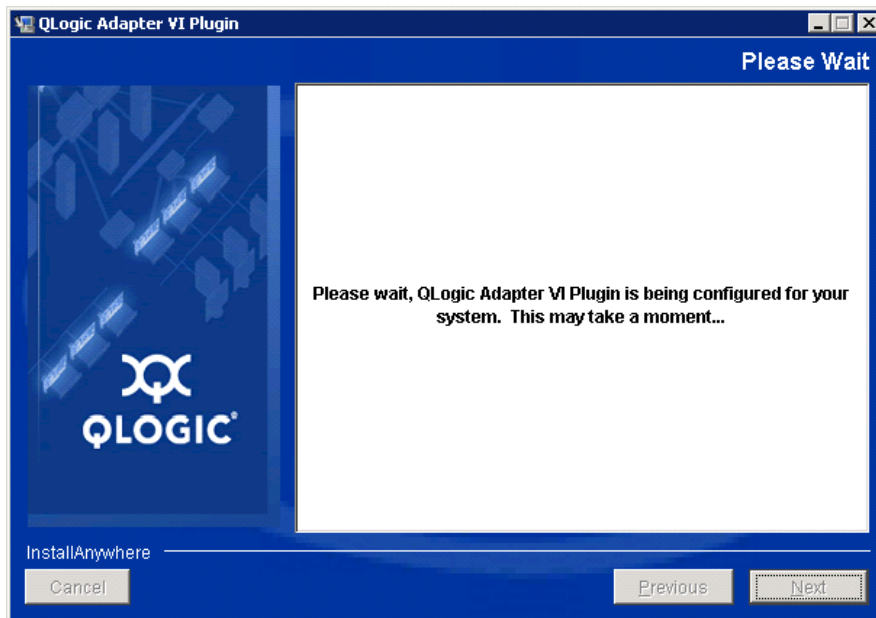 QLogic Adapter VI Plugin
Please Wait
Please wait, QLogic Adapter VI Plugin is being configured for your
system.  This may take a moment...
QLOGIC®
InstallAnywhere
Cancel
Previous
Next